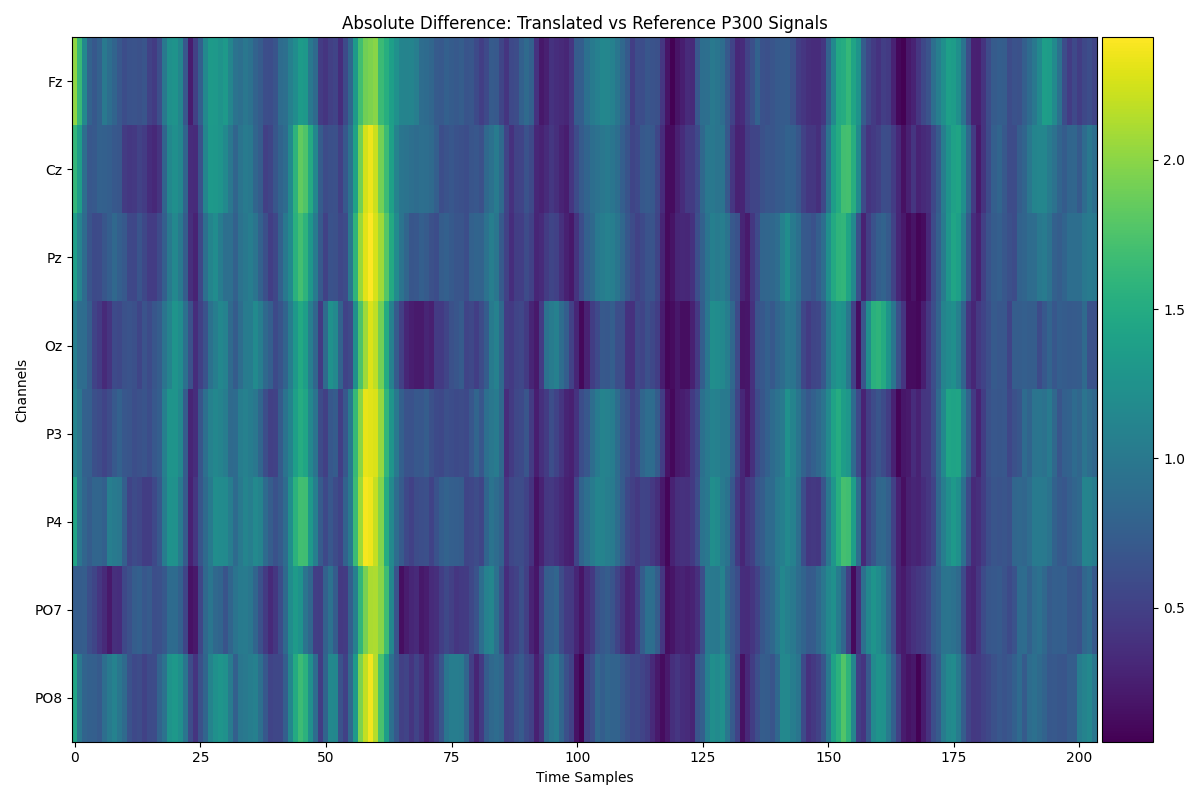 Absolute Difference: Translated vs Reference P300 Signals
Channels
Fz
Cz
Pz
Oz
P3
P4
PO7
PO8
0 25 50 75 100 125 150 175 200
Time Samples
2.0
1.5
1.0
0.5